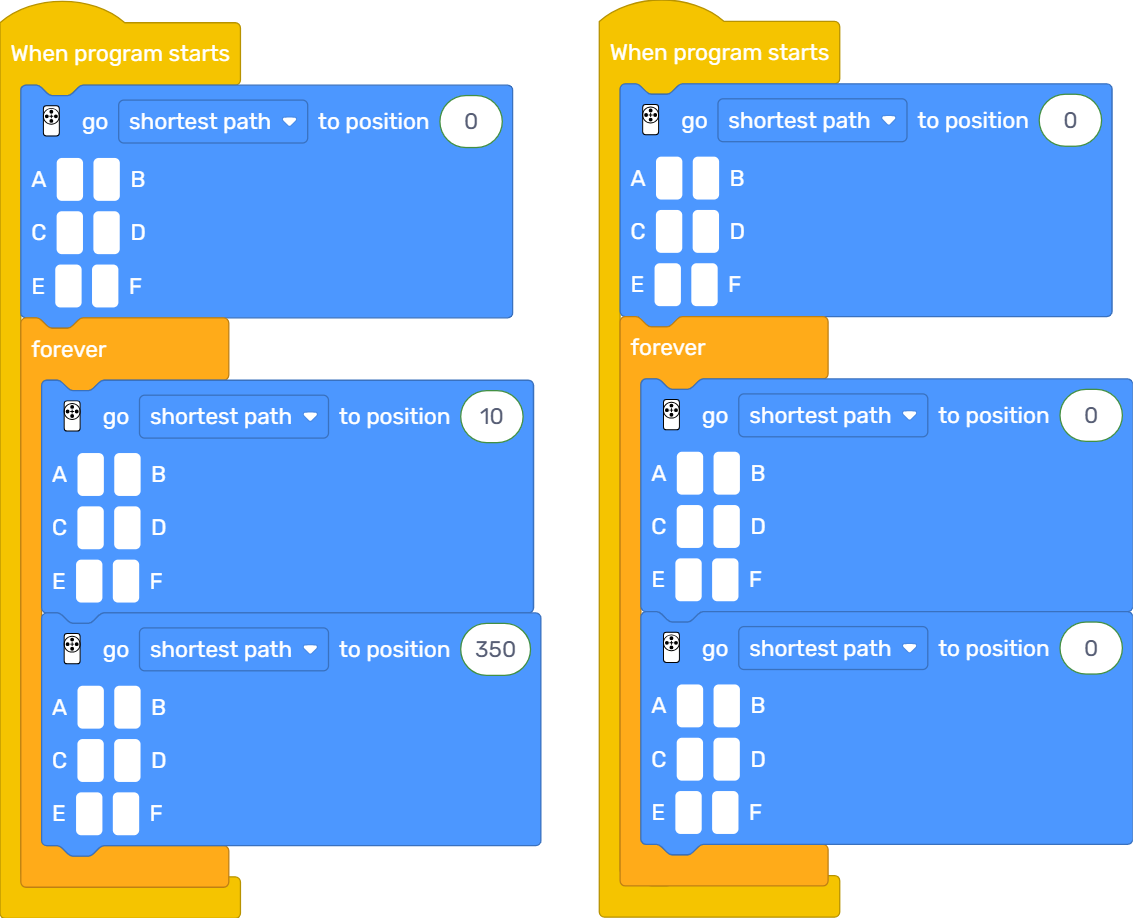 When program starts
go shortest path to position 0
A B
C D
E F
forever
go shortest path to position 10
A B
C D
E F
go shortest path to position 350
A B
C D
E F
When program starts
go shortest path to position 0
A B
C D
E F
forever
go shortest path to position 0
A B
C D
E F
go shortest path to position 0
A B
C D
E F